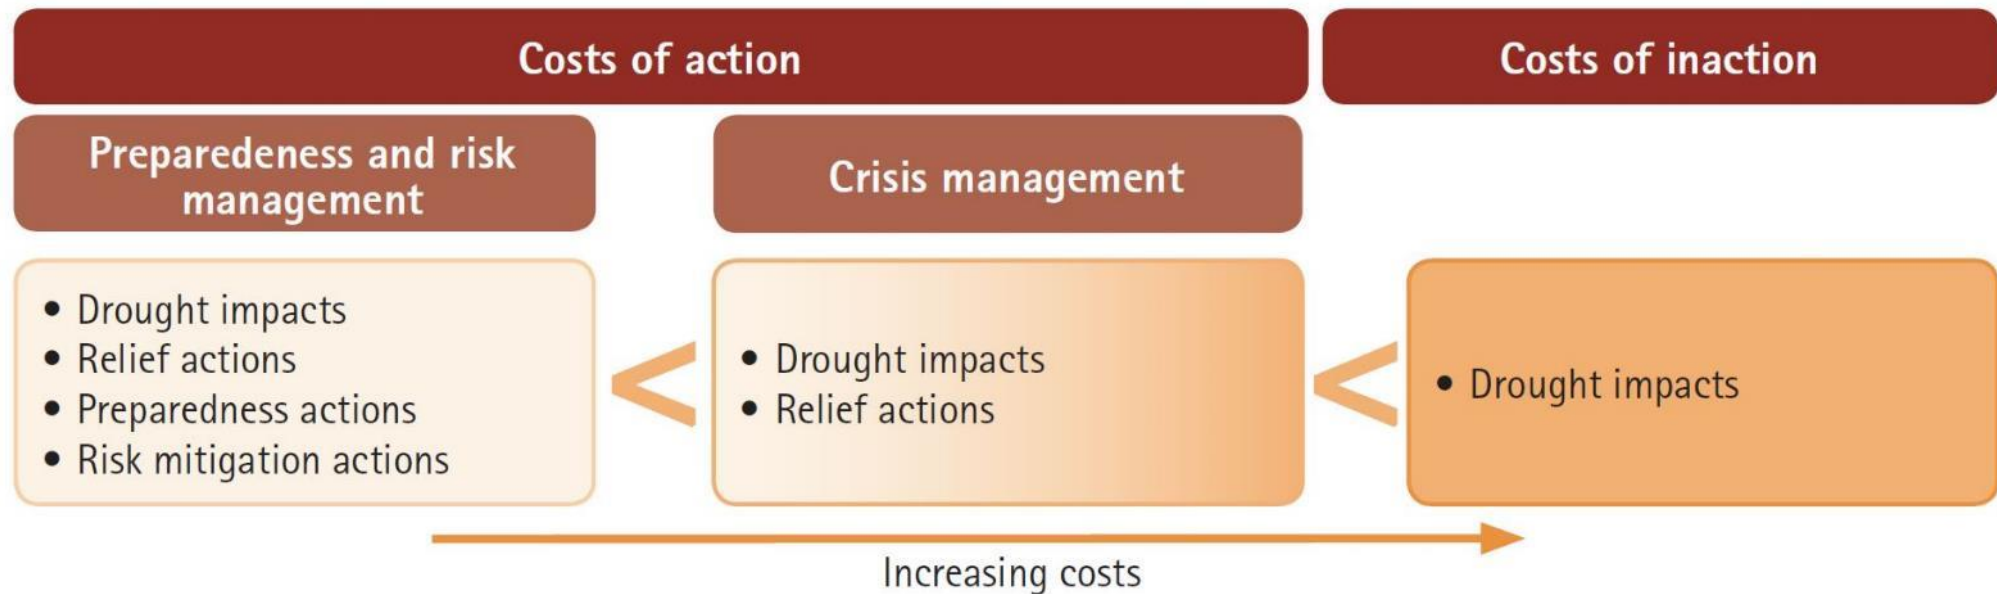 Costs of action
Costs of inaction
Preparedeness and risk
management
Crisis management
• Drought impacts
• Relief actions
• Preparedness actions
• Risk mitigation actions
<
• Drought impacts
• Relief actions
<
• Drought impacts
Increasing costs